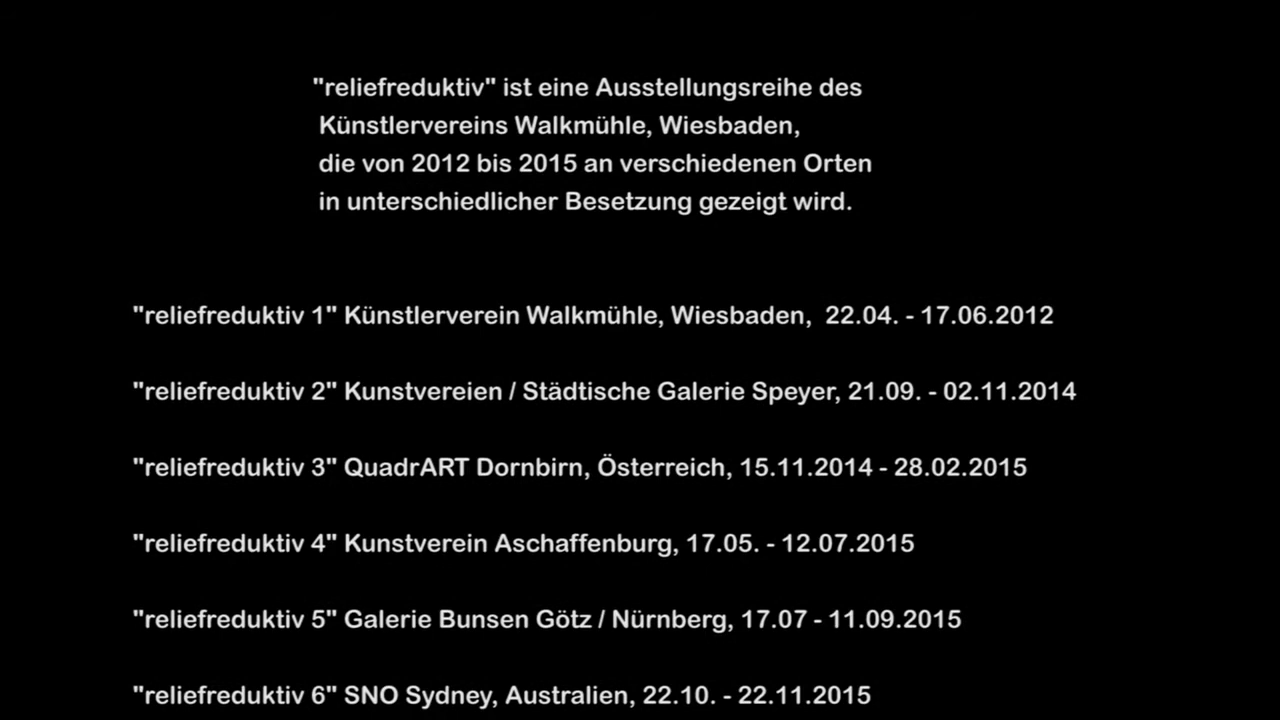 "reliefreduktiv" ist eine Ausstellungsreihe des
Künstlervereins Walkmühle, Wiesbaden,
die von 2012 bis 2015 an verschiedenen Orten
in unterschiedlicher Besetzung gezeigt wird.
"reliefreduktiv 1" Künstlerverein Walkmühle, Wiesbaden, 22.04. - 17.06.2012
"reliefreduktiv 2" Kunstvereien / Städtische Galerie Speyer, 21.09. - 02.11.2014
"reliefreduktiv 3" QuadrART Dornbirn, Österreich, 15.11.2014 - 28.02.2015
"reliefreduktiv 4" Kunstverein Aschaffenburg, 17.05. - 12.07.2015
"reliefreduktiv 5" Galerie Bunsen Götz / Nürnberg, 17.07 - 11.09.2015
"reliefreduktiv 6" SNO Sydney, Australien, 22.10. - 22.11.2015